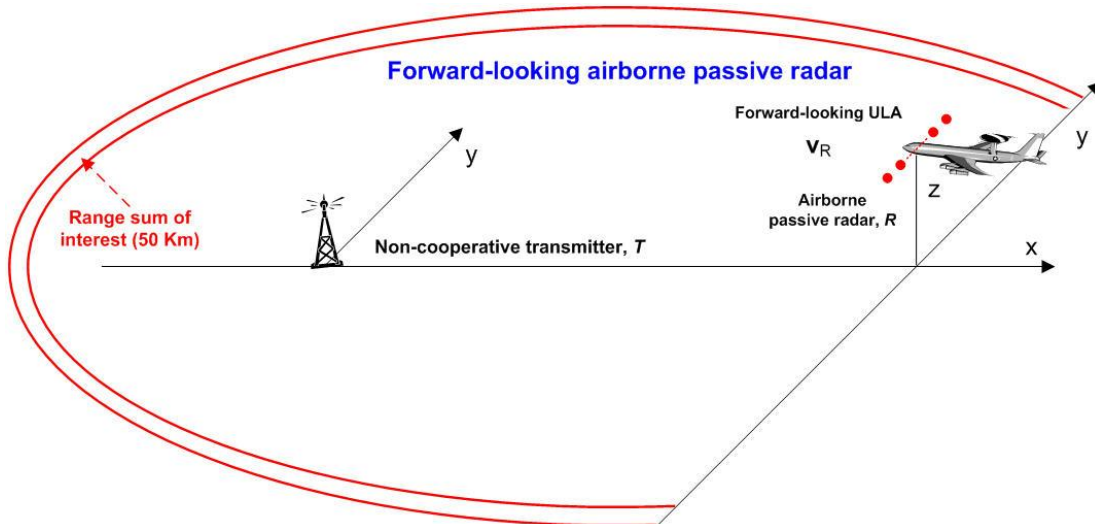 Forward-looking airborne passive radar
Forward-looking ULA
y
y
vR
Range sum of
interest (50 Km)
Airborne
passive radar, R
z
Non-cooperative transmitter, T
x